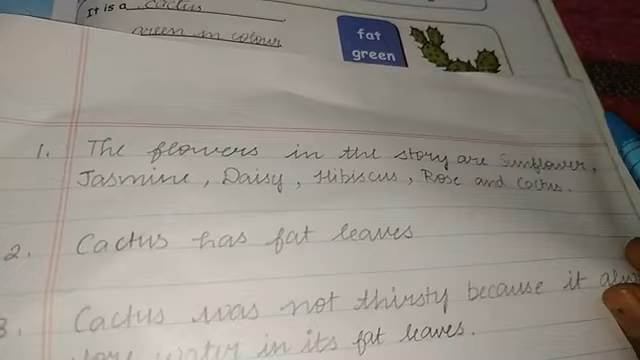 It is a cactus
green in colour
fat
green
1. The flowers in the story are Sunflower,
Jasmine, Daisy, Hibiscus, Rose and Cactus.
2. Cactus has fat leaves
3. Cactus was not thirsty because it
water in its fat leaves.